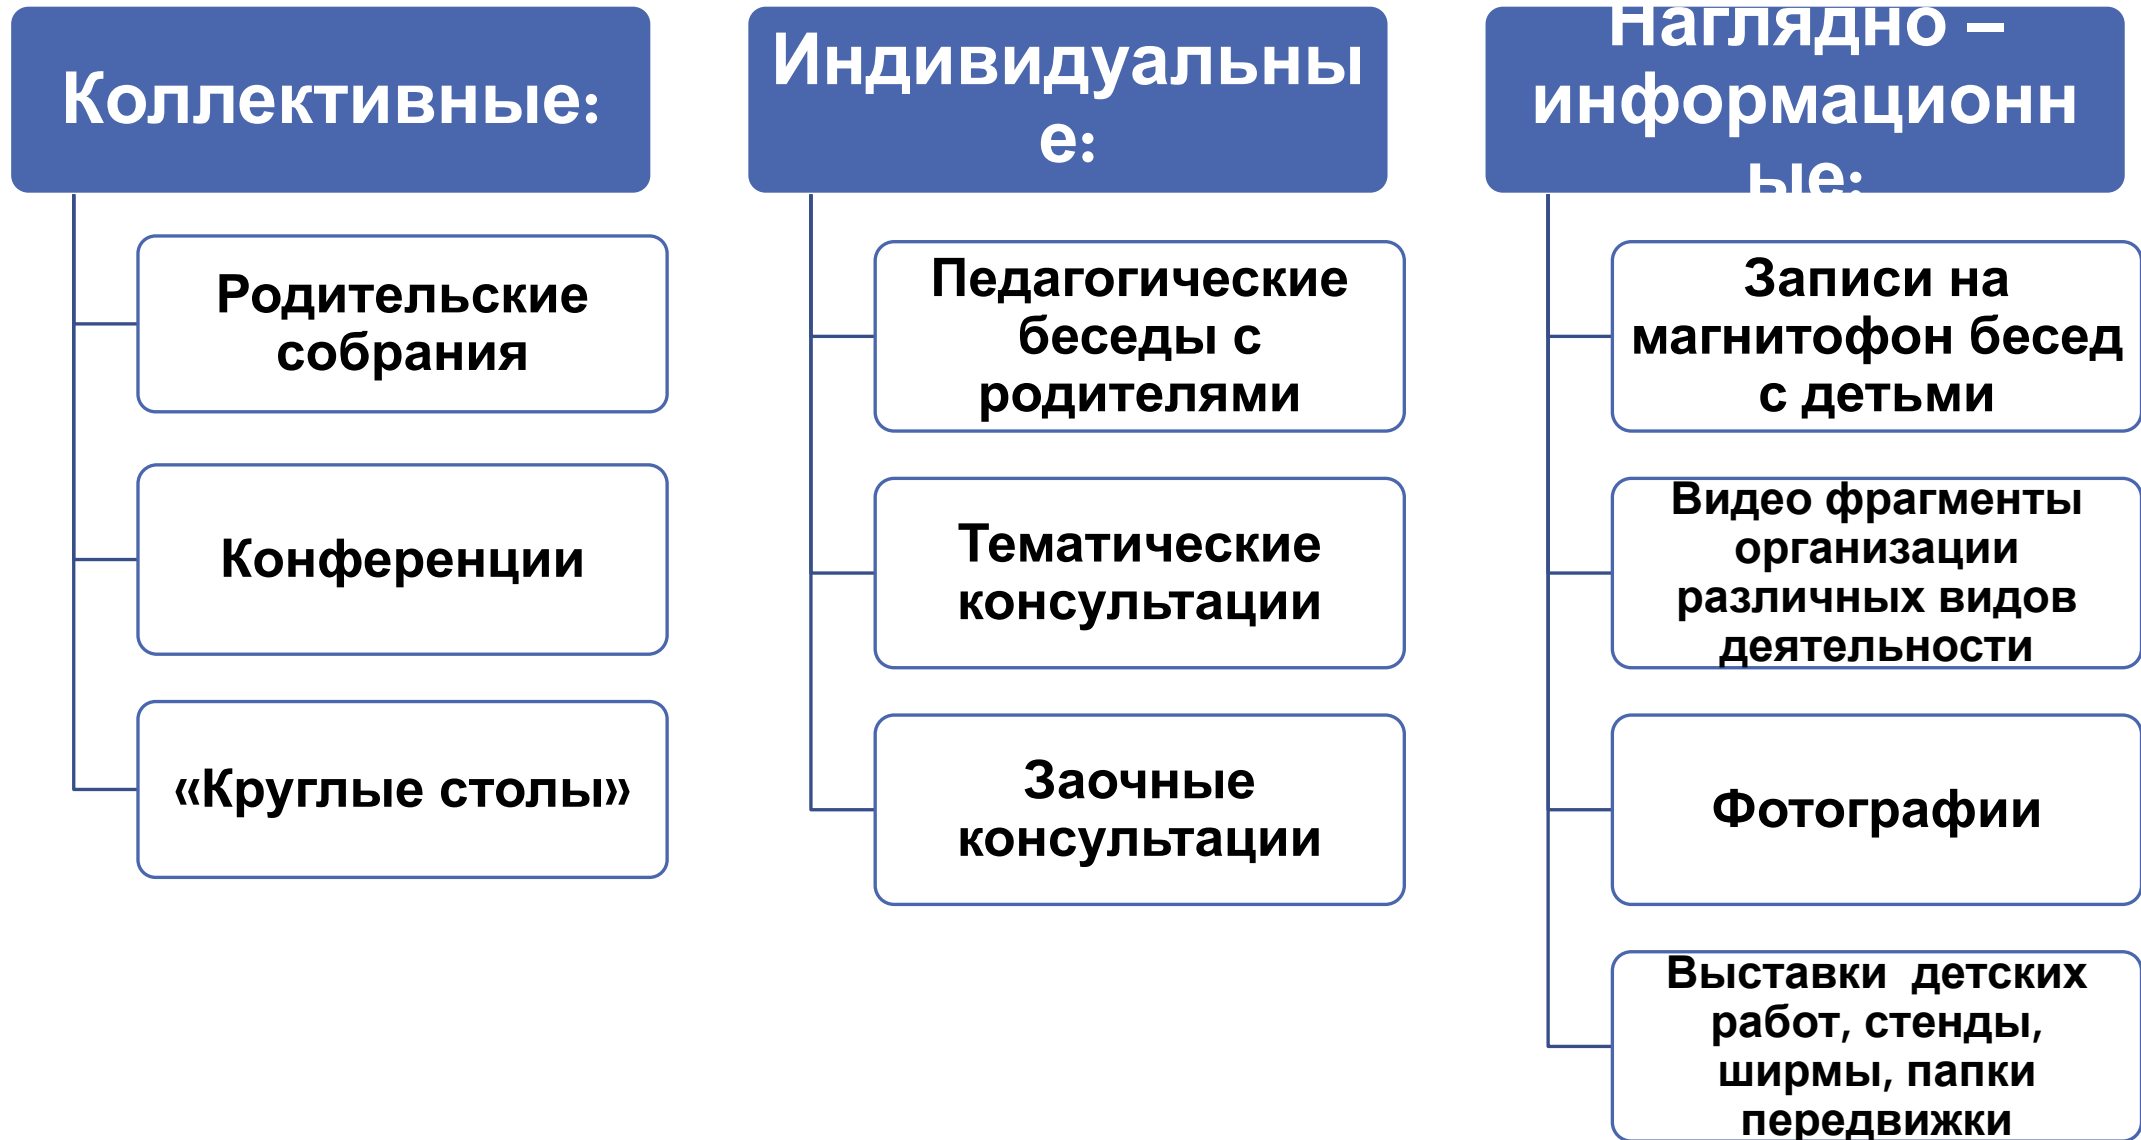 Коллективные:
Родительские
собрания
Конференции
«Круглые столы»
Индивидуальны
е:
Педагогические
беседы с
родителями
Тематические
консультации
Заочные
консультации
Наглядно –
информационн
ые:
Записи на
магнитофон бесед
с детьми
Видео фрагменты
организации
различных видов
деятельности
Фотографии
Выставки детских
работ, стенды,
ширмы, папки
передвижки